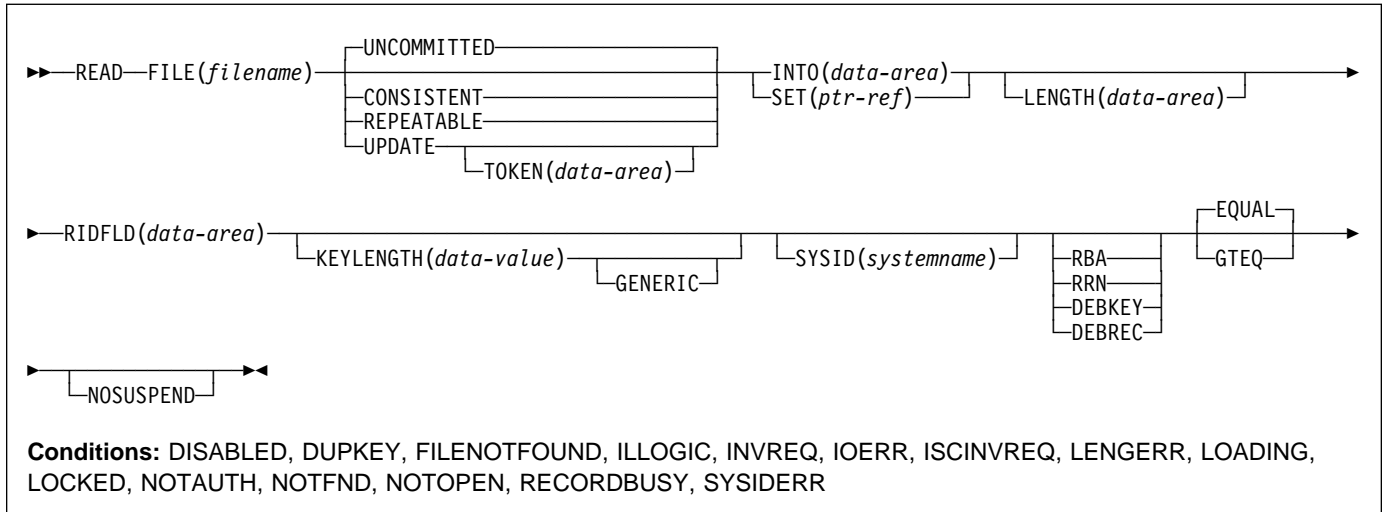 UNCOMMITTED
READ FILE(filename) INTO(data-area)
CONSISTENT SET(ptr-ref) LENGTH(data-area)
REPEATABLE
UPDATE
TOKEN(data-area)
EQUAL
RIDFLD(data-area)
KEYLENGTH(data-value) SYSID(systemname) RBA GTEQ
GENERIC RRN
DEBKEY
DEBREC
NOSUSPEND
Conditions: DISABLED, DUPKEY, FILENOTFOUND, ILLOGIC, INVREQ, IOERR, ISCINVREQ, LENGERR, LOADING,
LOCKED, NOTAUTH, NOTFND, NOTOPEN, RECORDBUSY, SYSIDERR